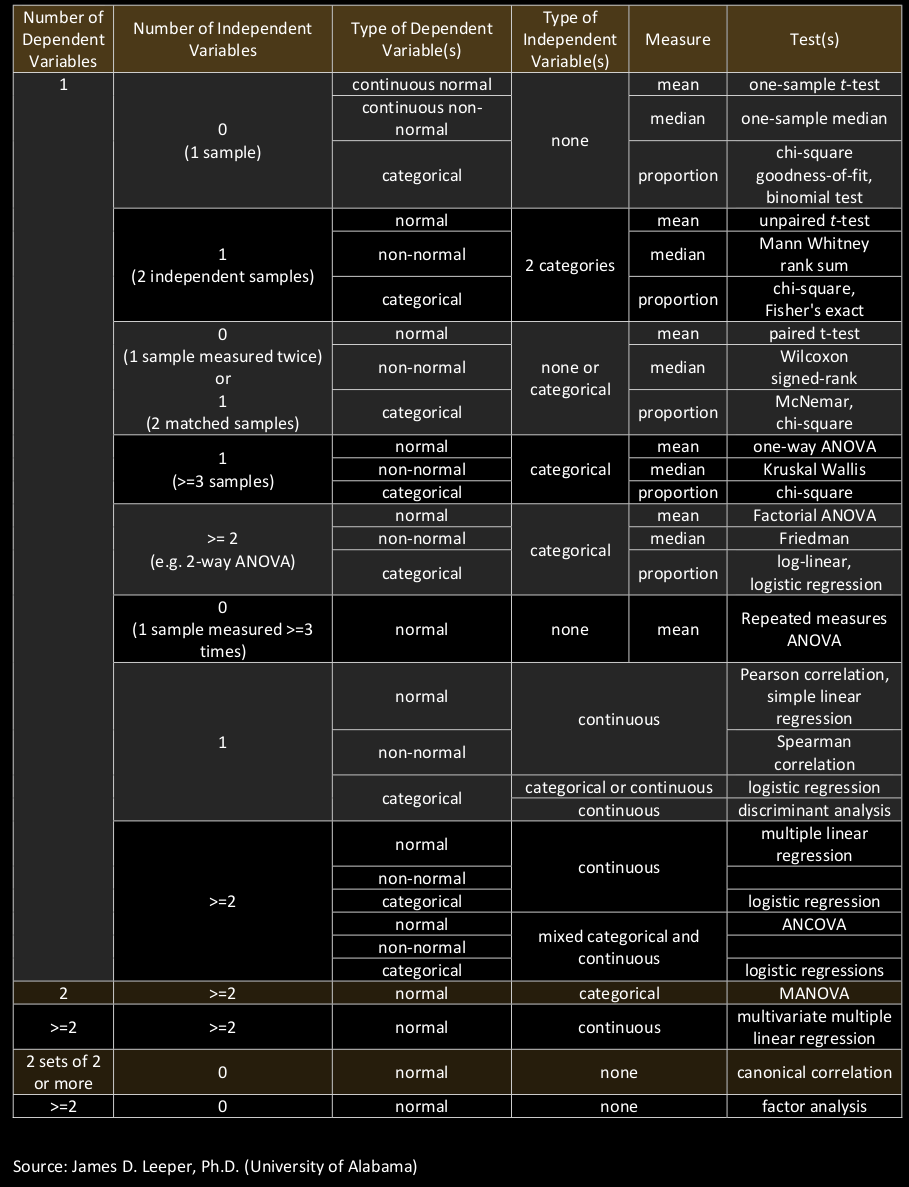 Number of
Dependent
Variables
Number of Independent
Variables
Type of Dependent
Variable(s)
Type of
Independent
Variable(s)
Measure
Test(s)
1
0
(1 sample)
continuous normal
none
mean
one-sample t-test
continuous non-
normal
median
one-sample median
categorical
proportion
chi-square
goodness-of-fit,
binomial test
1
(2 independent samples)
normal
2 categories
mean
unpaired t-test
non-normal
median
Mann Whitney
rank sum
categorical
proportion
chi-square,
Fisher's exact
0
(1 sample measured twice)
or
1
(2 matched samples)
normal
none or
categorical
mean
paired t-test
non-normal
median
Wilcoxon
signed-rank
categorical
proportion
McNemar,
chi-square
1
(>=3 samples)
normal
categorical
mean
one-way ANOVA
non-normal
median
Kruskal Wallis
categorical
proportion
chi-square
>= 2
(e.g. 2-way ANOVA)
normal
categorical
mean
Factorial ANOVA
non-normal
median
Friedman
categorical
proportion
log-linear,
logistic regression
0
(1 sample measured >=3
times)
normal
none
mean
Repeated measures
ANOVA
1
normal
continuous
Pearson correlation,
simple linear
regression
non-normal
Spearman
correlation
categorical
categorical or continuous
logistic regression
continuous
discriminant analysis
>=2
normal
continuous
multiple linear
regression
non-normal
categorical
logistic regression
normal
mixed categorical and
continuous
ANCOVA
non-normal
categorical
logistic regressions
2
>=2
normal
categorical
MANOVA
>=2
>=2
normal
continuous
multivariate multiple
linear regression
2 sets of 2
or more
0
normal
none
canonical correlation
>=2
0
normal
none
factor analysis
Source: James D. Leeper, Ph.D. (University of Alabama)